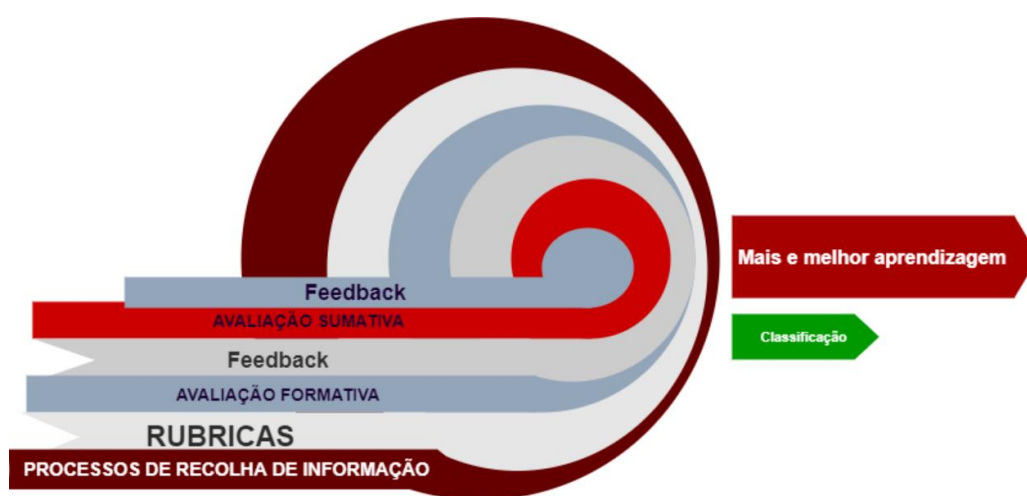 Feedback
AVALIAÇÃO SUMATIVA
Feedback
AVALIAÇÃO FORMATIVA
RUBRICAS
PROCESSOS DE RECOLHA DE INFORMAÇÃO
Mais e melhor aprendizagem
Classificação